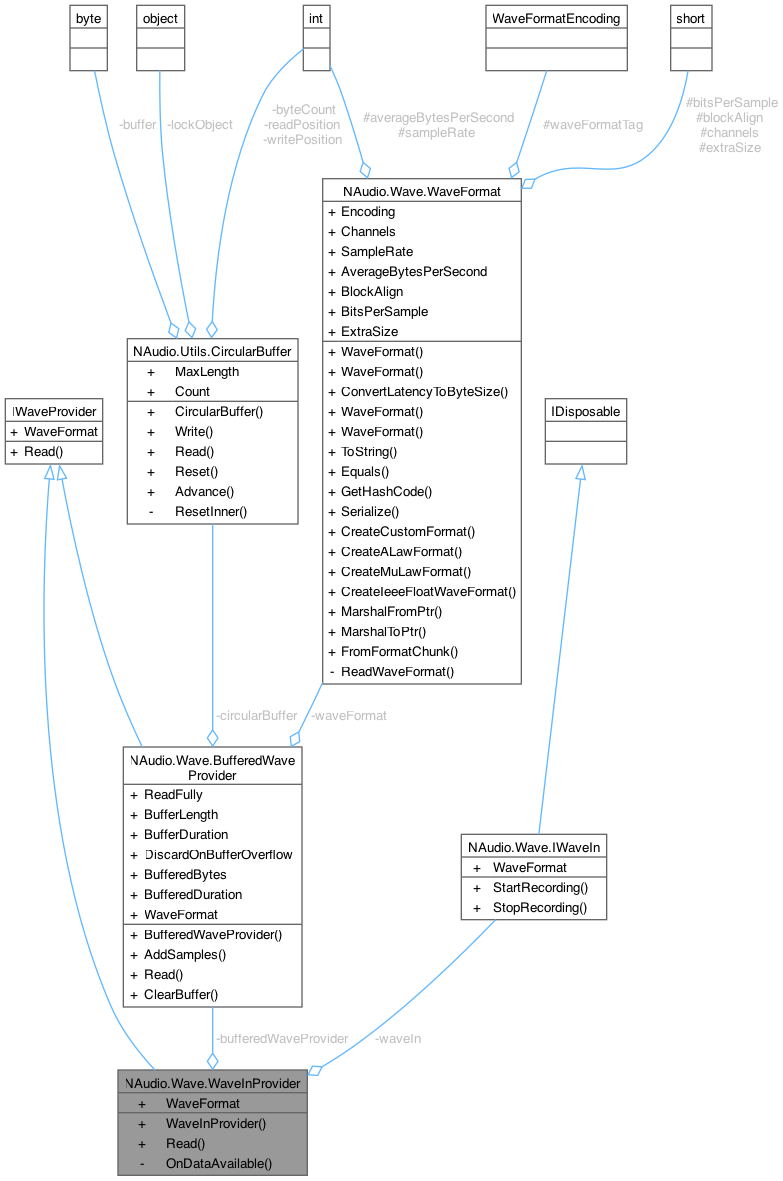 byte
object
int
WaveFormatEncoding
short
-buffer
-lockObject
-byteCount
-readPosition
-writePosition
#averageBytesPerSecond
#sampleRate
#waveFormatTag
#bitsPerSample
#blockAlign
#channels
#extraSize
NAudio.Wave.WaveFormat
+ Encoding
+ Channels
+ SampleRate
+ AverageBytesPerSecond
+ BlockAlign
+ BitsPerSample
+ ExtraSize
+ WaveFormat()
+ WaveFormat()
+ ConvertLatencyToByteSize()
+ WaveFormat()
+ WaveFormat()
+ ToString()
+ Equals()
+ GetHashCode()
+ Serialize()
+ CreateCustomFormat()
+ CreateALawFormat()
+ CreateMuLawFormat()
+ CreateIeeeFloatWaveFormat()
+ MarshalFromPtr()
+ MarshalToPtr()
+ FromFormatChunk()
- ReadWaveFormat()
NAudio.Utils.CircularBuffer
+ MaxLength
+ Count
+ CircularBuffer()
+ Write()
+ Read()
+ Reset()
+ Advance()
- ResetInner()
IWaveProvider
+ WaveFormat
+ Read()
IDisposable
-circularBuffer
-waveFormat
NAudio.Wave.BufferedWave
Provider
+ ReadFully
+ BufferLength
+ BufferDuration
+ DiscardOnBufferOverflow
+ BufferedBytes
+ BufferedDuration
+ WaveFormat
+ BufferedWaveProvider()
+ AddSamples()
+ Read()
+ ClearBuffer()
NAudio.Wave.IWaveIn
+ WaveFormat
+ StartRecording()
+ StopRecording()
-bufferedWaveProvider
-waveIn
NAudio.Wave.WaveInProvider
+ WaveFormat
+ WaveInProvider()
+ Read()
- OnDataAvailable()